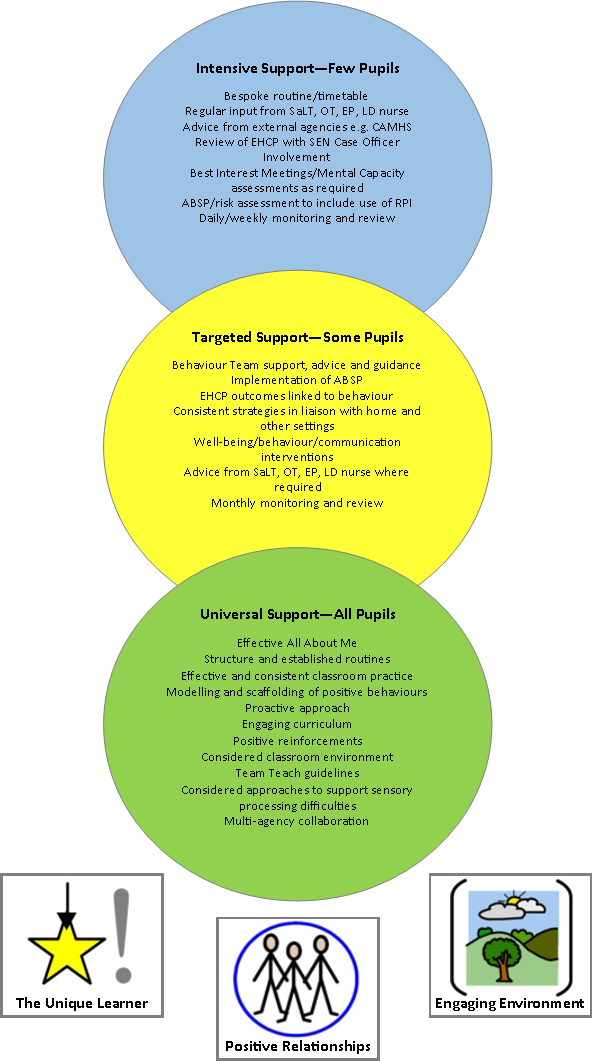 Intensive Support—Few Pupils
Bespoke routine/timetable
Regular input from SaLT, OT, EP, LD nurse
Advice from external agencies e.g. CAMHS
Review of EHCP with SEN Case Officer
Involvement
Best Interest Meetings/Mental Capacity
assessments as required
ABSP/risk assessment to include use of RPI
Daily/weekly monitoring and review
Targeted Support—Some Pupils
Behaviour Team support, advice and guidance
Implementation of ABSP
EHCP outcomes linked to behaviour
Consistent strategies in liaison with home and
other settings
Well-being/behaviour/communication
interventions
Advice from SaLT, OT, EP, LD nurse where
required
Monthly monitoring and review
Universal Support—All Pupils
Effective All About Me
Structure and established routines
Effective and consistent classroom practice
Modelling and scaffolding of positive behaviours
Proactive approach
Engaging curriculum
Positive reinforcements
Considered classroom environment
Team Teach guidelines
Considered approaches to support sensory
processing difficulties
Multi-agency collaboration
The Unique Learner
Positive Relationships
Engaging Environment